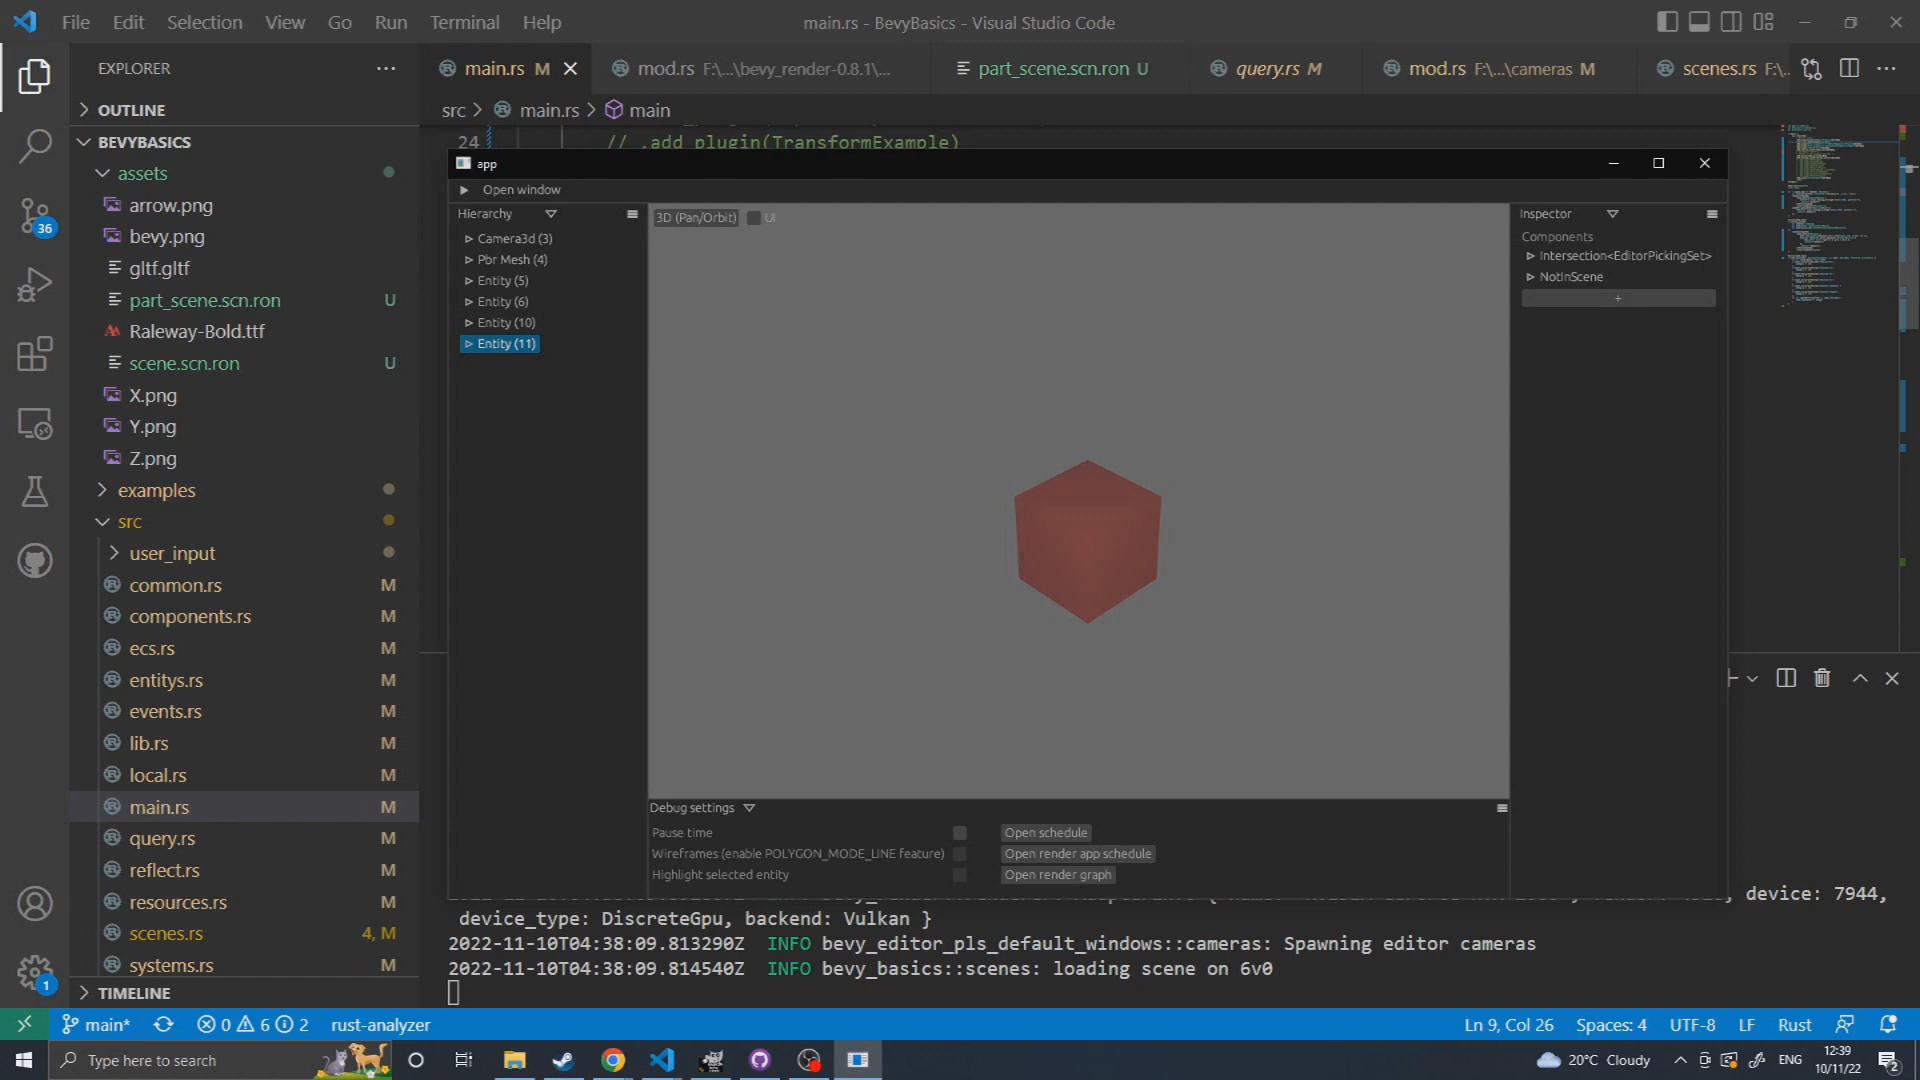 File Edit Selection View Go Run Terminal Help
main.rs - BevyBasics - Visual Studio Code
EXPLORER
main.rs M
mod.rs F:\...\bevy_render-0.8.1\...
part_scene.scn.ron U
query.rs M
mod.rs F:\...\cameras M
scenes.rs F:\..
OUTLINE
src > main.rs > main
BEVYBASICS
24 // .add_plugin(TransformExample)
assets
arrow.png
bevy.png
gltf.gltf
part_scene.scn.ron U
Raleway-Bold.ttf
scene.scn.ron U
X.png
Y.png
Z.png
examples
src
user_input
common.rs M
components.rs M
ecs.rs M
entitys.rs M
events.rs M
lib.rs M
local.rs M
main.rs M
query.rs M
reflect.rs M
resources.rs M
scenes.rs 4, M
systems.rs M
TIMELINE
36
1
app
Open window
Hierarchy
Camera3d (3)
Pbr Mesh (4)
Entity (5)
Entity (6)
Entity (10)
Entity (11)
3D (Pan/Orbit) UI
Inspector
Components
Intersection<EditorPickingSet>
NotInScene
+
Debug settings
Pause time Open schedule
Wireframes (enable POLYGON_MODE_LINE feature) Open render app schedule
Highlight selected entity Open render graph
device: 7944,
device_type: DiscreteGpu, backend: Vulkan }
2022-11-10T04:38:09.813290Z INFO bevy_editor_pls_default_windows::cameras: Spawning editor cameras
2022-11-10T04:38:09.814540Z INFO bevy_basics::scenes: loading scene on 6v0
main* 0 6 2 rust-analyzer
Ln 9, Col 26 Spaces: 4 UTF-8 LF Rust
Type here to search
20°C Cloudy
ENG
12:39
10/11/22
2